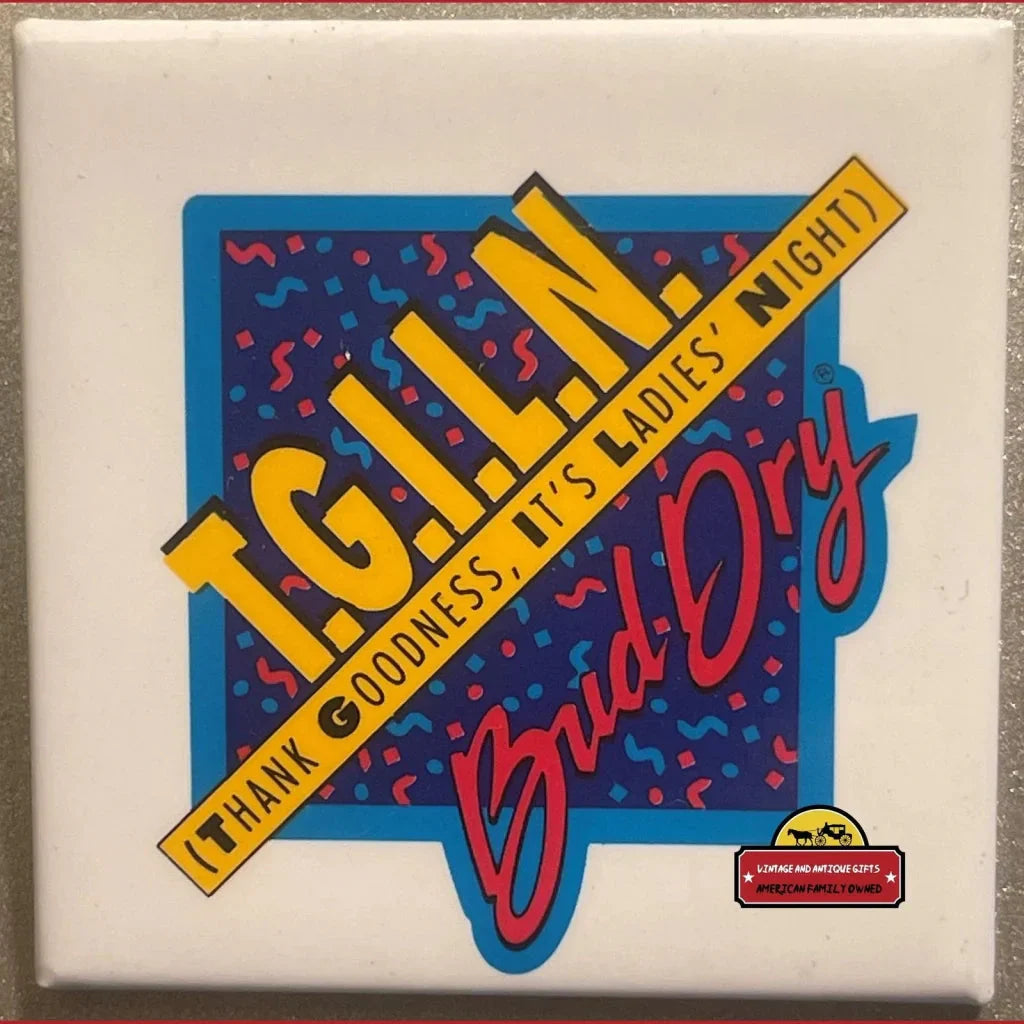 T.G.I.L.N.
(THANK GOODNESS, IT'S LADIES' NIGHT)
Bud Dry®
VINTAGE AND ANTIQUE GIFTS
AMERICAN FAMILY OWNED